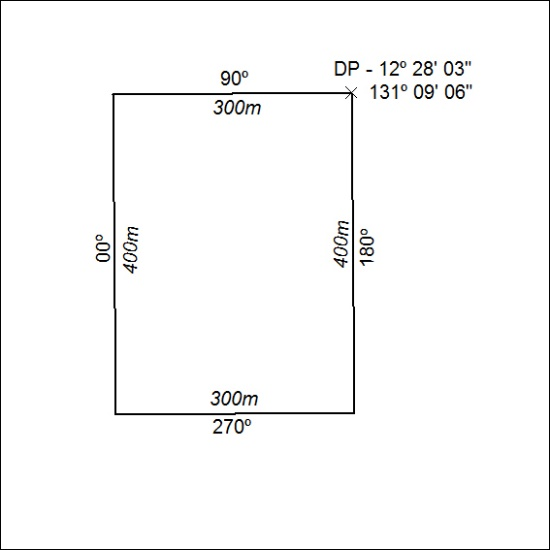 DP - 12º 28' 03"
90º
131º 09' 06"
300m
00º
400m
400m
180º
300m
270º